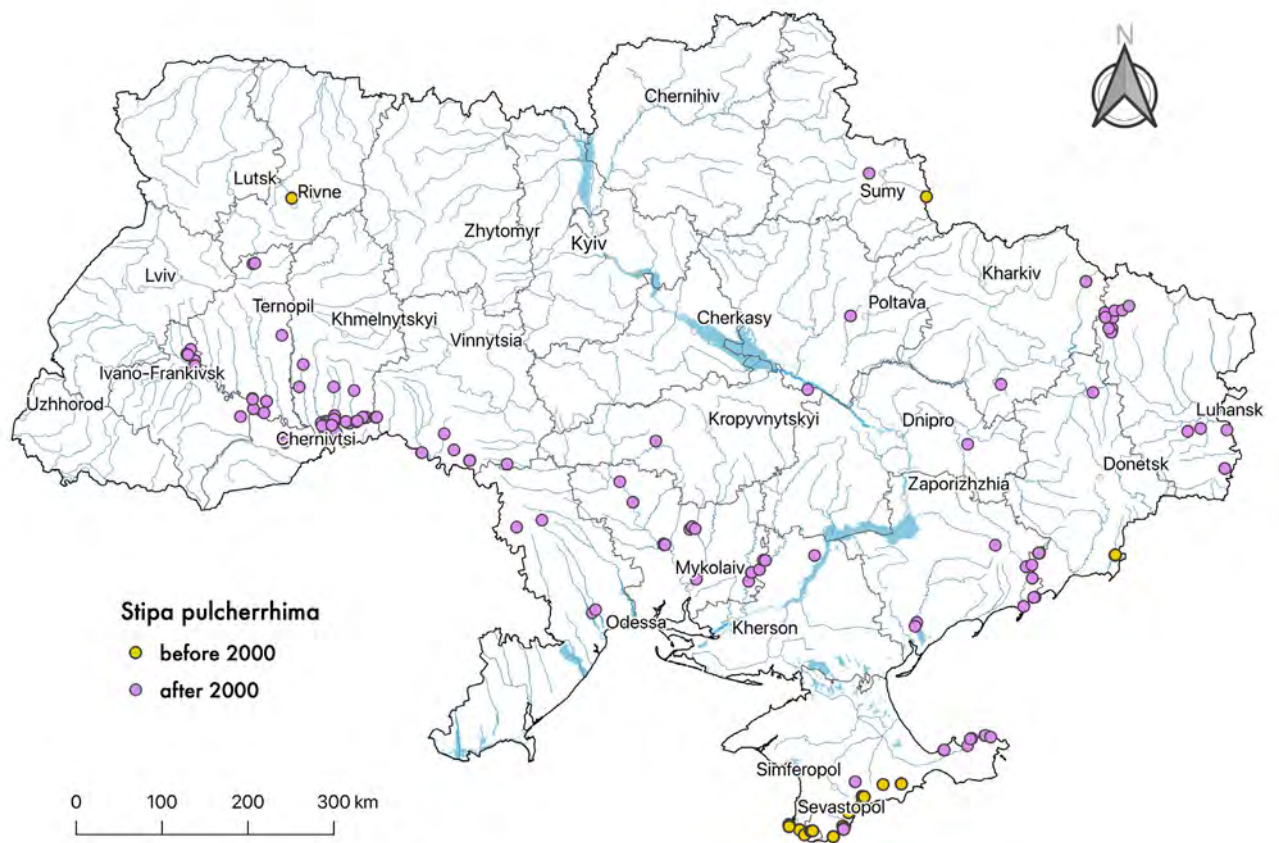 N
Chernihiv
Lutsk
Rivne
Sumy
Zhytomyr
Kyiv
Lviv
Kharkiv
Ternopil
Khmelnytskyi
Poltava
Cherkasy
Vinnytsia
Ivano-Frankivsk
Uzhhorod
Kropyvnytskyi
Dnipro
Luhansk
Chernivtsi
Donetsk
Zaporizhzhia
Mykolaiv
Stipa pulcherrhima
Odessa
Kherson
before 2000
after 2000
Simferopol
Sevastopol
0 100 200 300 km